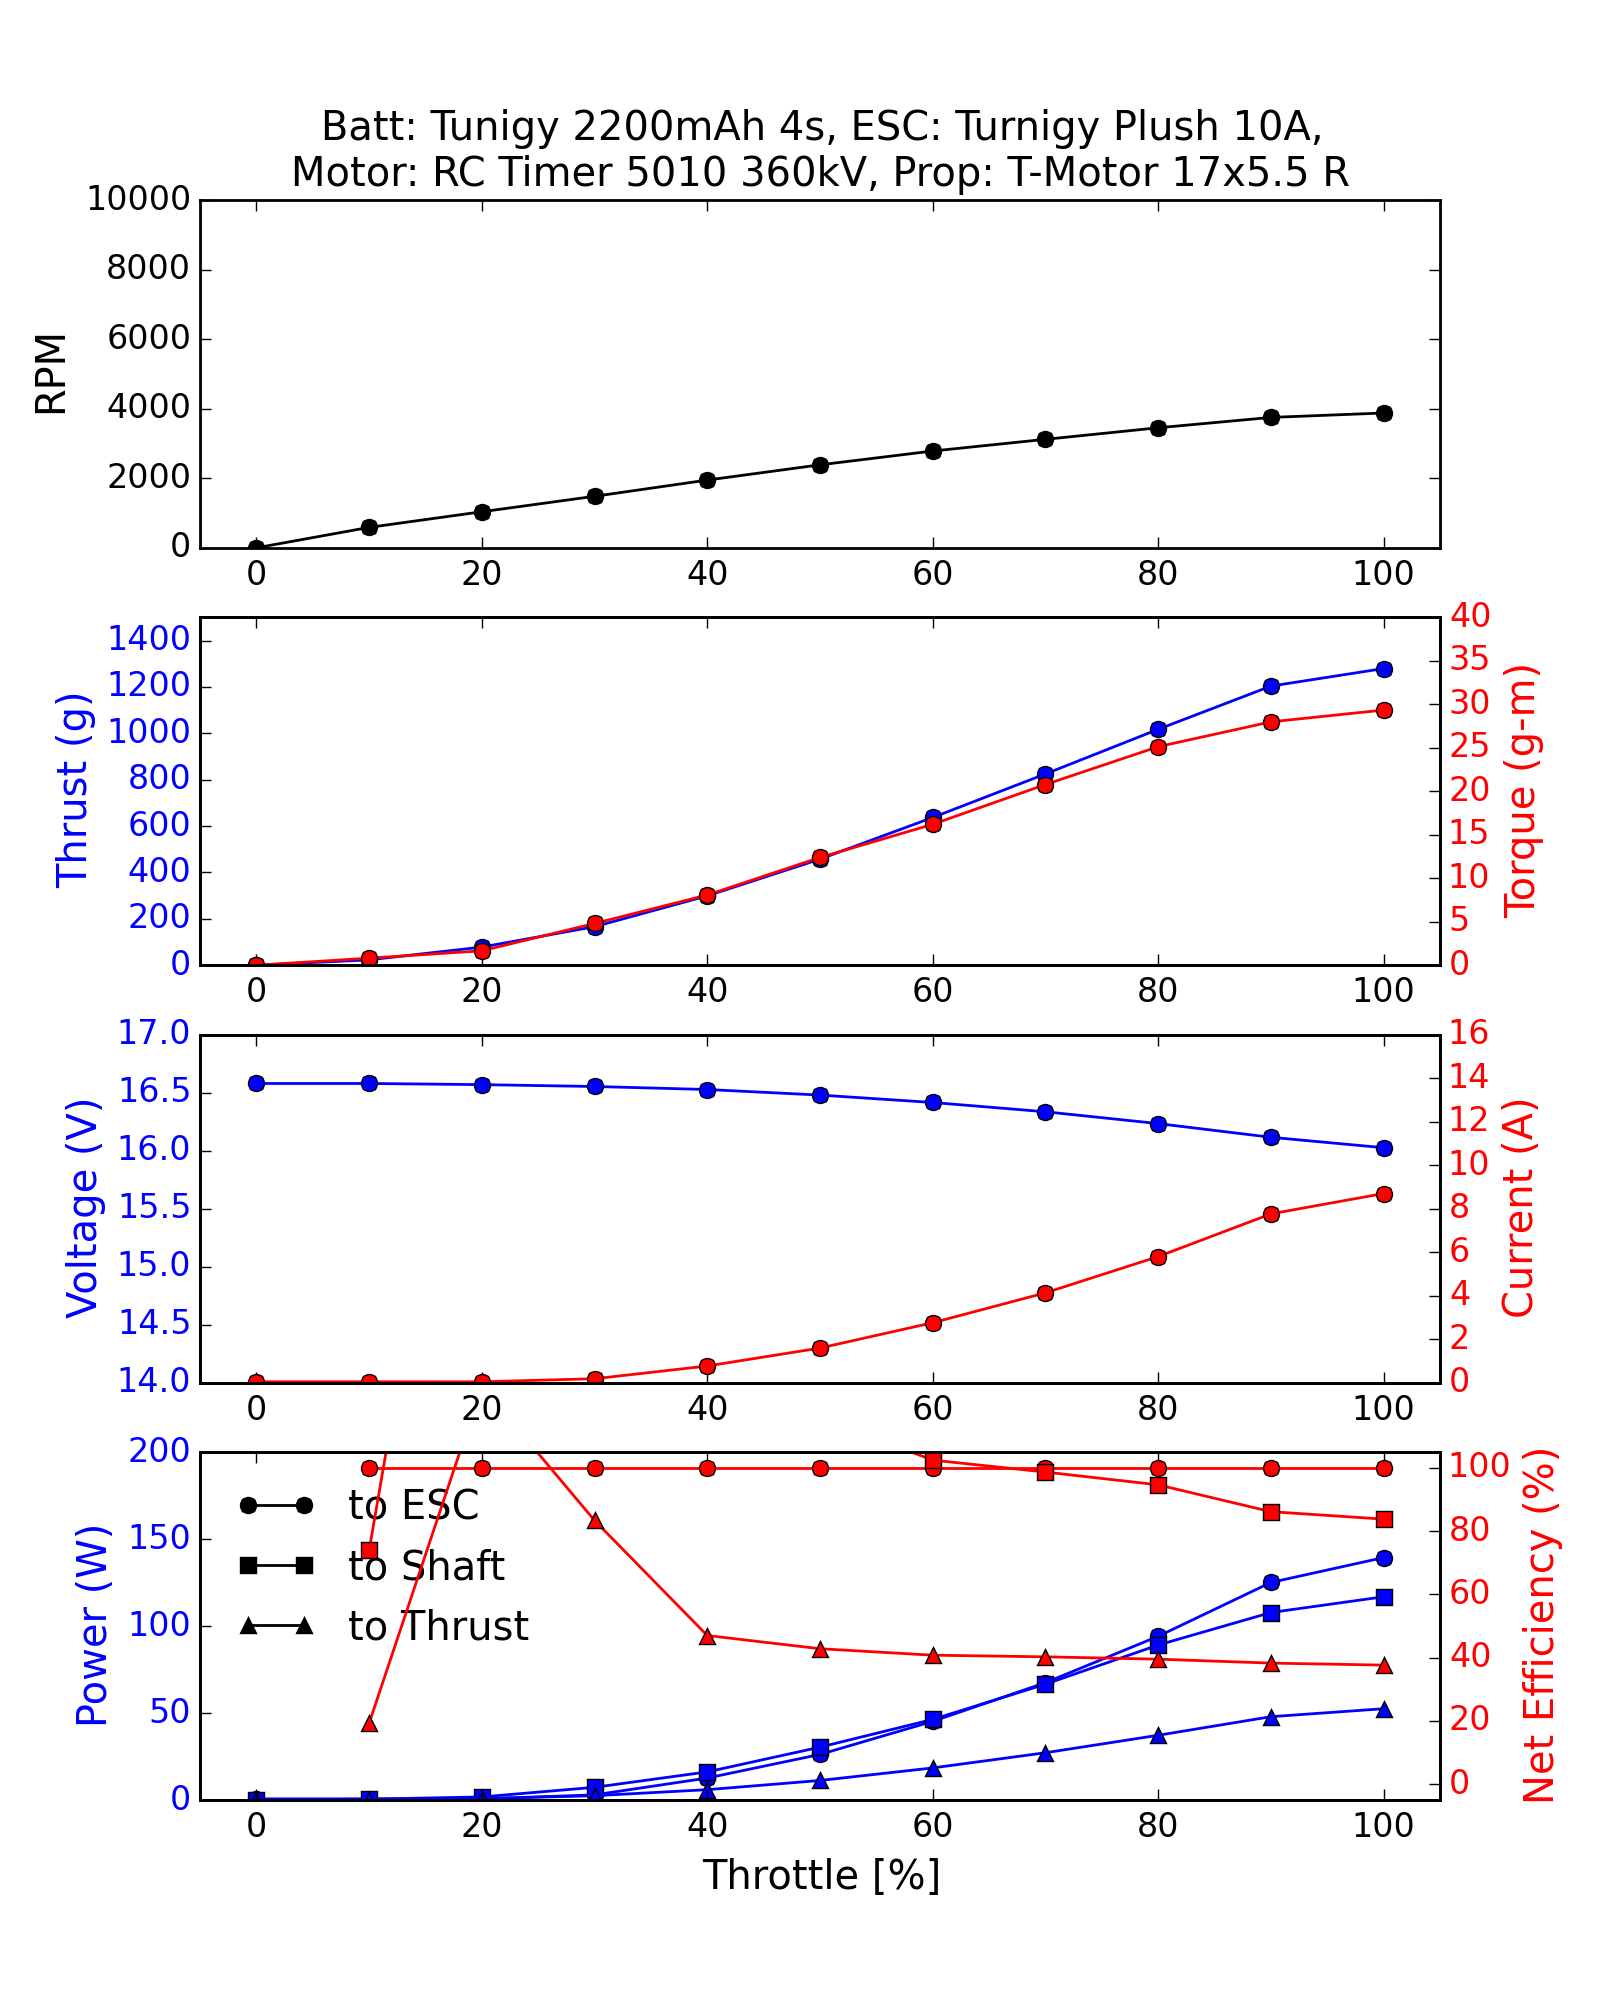 Batt: Tunigy 2200mAh 4s, ESC: Turnigy Plush 10A,
Motor: RC Timer 5010 360kV, Prop: T-Motor 17x5.5 R
10000
8000
6000
4000
2000
0
RPM
0 20 40 60 80 100
1400
1200
1000
800
600
400
200
0
Thrust (g)
40
35
30
25
20
15
10
5
0
Torque (g-m)
0 20 40 60 80 100
17.0
16.5
16.0
15.5
15.0
14.5
14.0
Voltage (V)
16
14
12
10
8
6
4
2
0
Current (A)
0 20 40 60 80 100
200
150
100
50
0
Power (W)
to ESC
to Shaft
to Thrust
100
80
60
40
20
0
Net Efficiency (%)
0 20 40 60 80 100
Throttle [%]